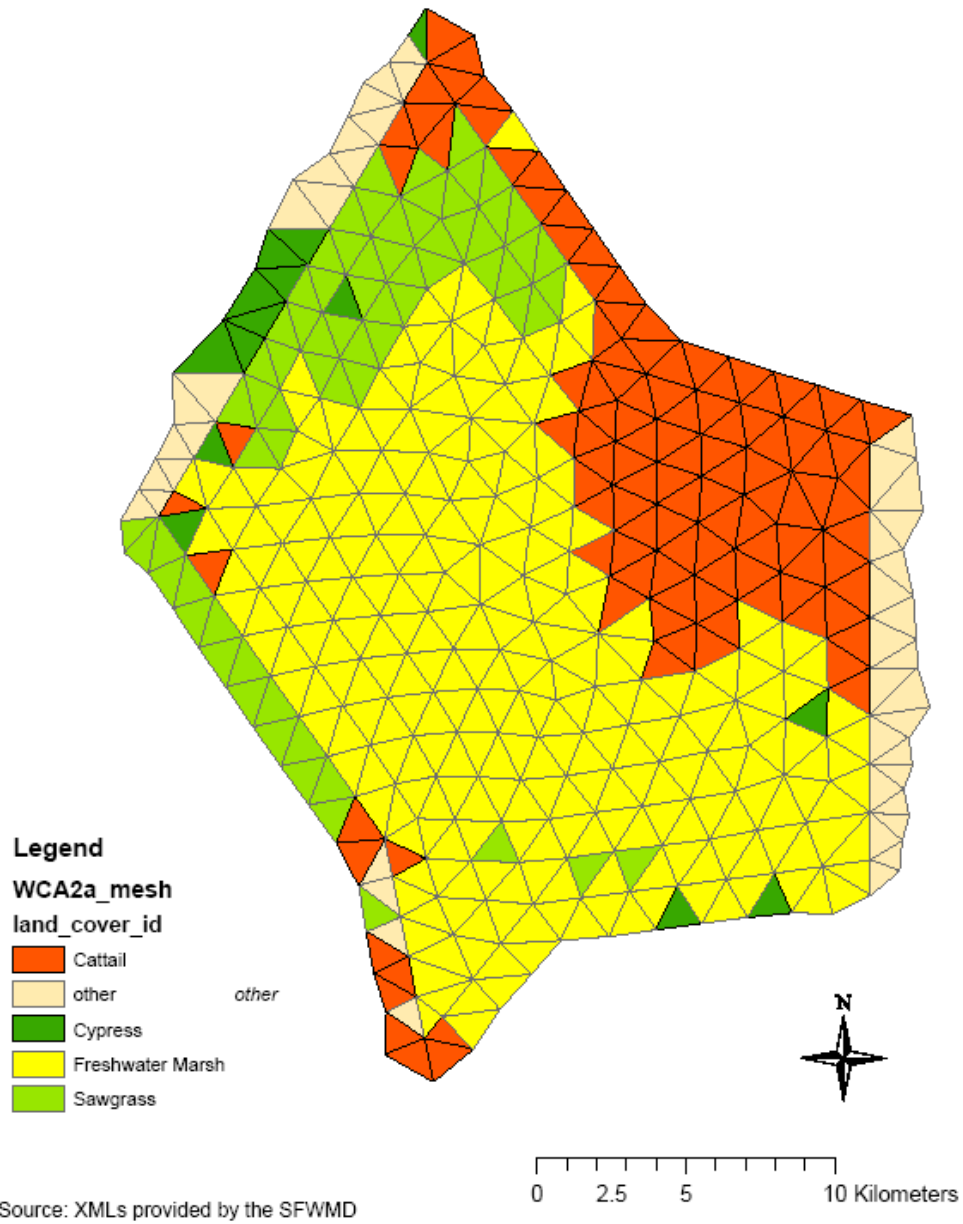 Legend
WCA2a_mesh
land_cover_id
Cattail
other other
Cypress
Freshwater Marsh
Sawgrass
N
0 2.5 5 10 Kilometers
Source: XMLs provided by the SFWMD